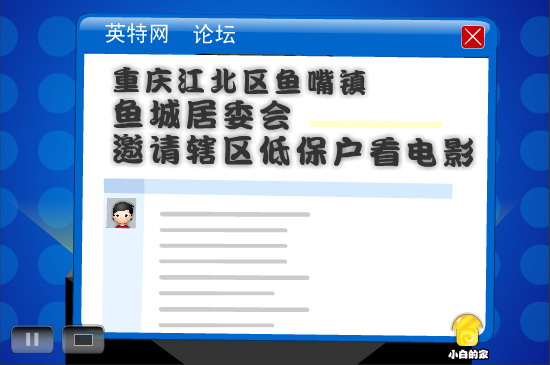 英特网 论坛
重庆江北区鱼嘴镇
鱼城居委会
邀请辖区低保户看电影
小白的家